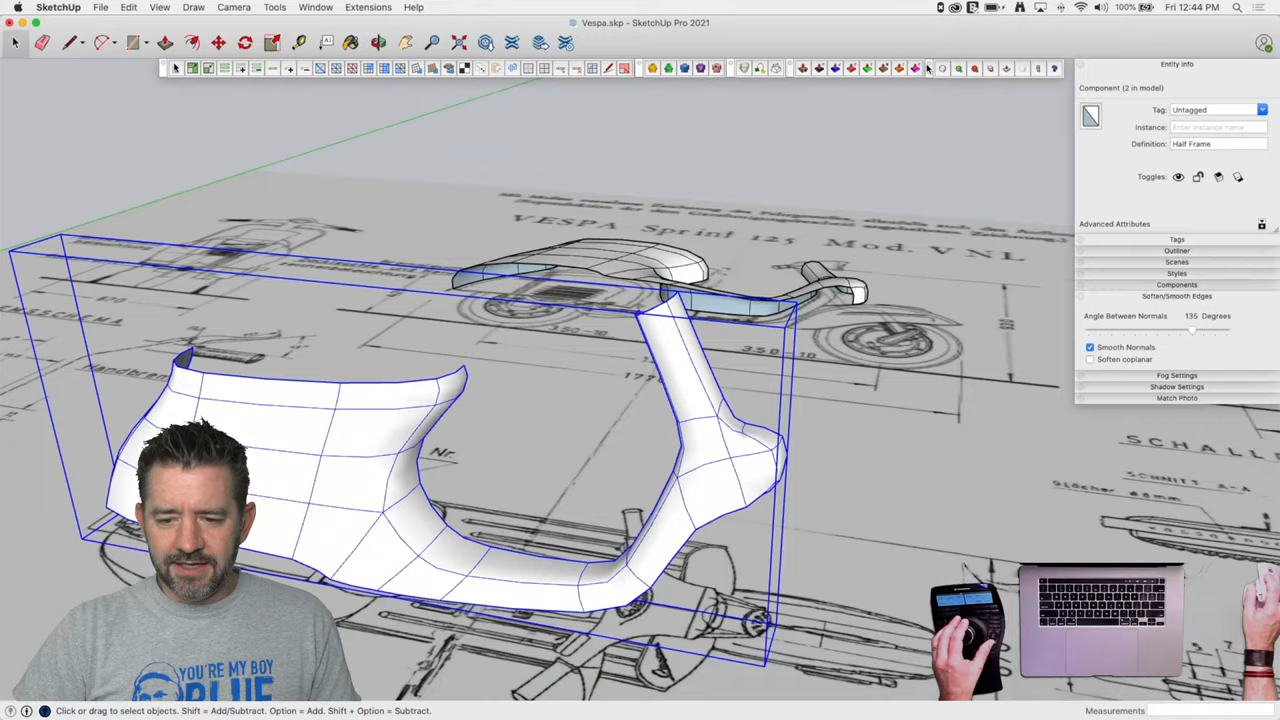 SketchUp File Edit View Draw Camera Tools Window Extensions Help
100% Fri 12:44 PM
Vespa.skp - SketchUp Pro 2021
Entity info
Component (2 in model)
Tag: Untagged
Instance: Enter instance name
Definition: Half Frame
Toggles:
Advanced Attributes
Tags
Outliner
Scenes
Styles
Components
Soften/Smooth Edges
Angle Between Normals 135 Degrees
Smooth Normals
Soften coplanar
Fog Settings
Shadow Settings
Match Photo
VESPA Sprint 125 Mod. VNL
Nr.
SCHNITT A-A
YOU'RE MY BOY
BLUE
Click or drag to select objects. Shift = Add/Subtract. Option = Add. Shift + Option = Subtract.
Measurements